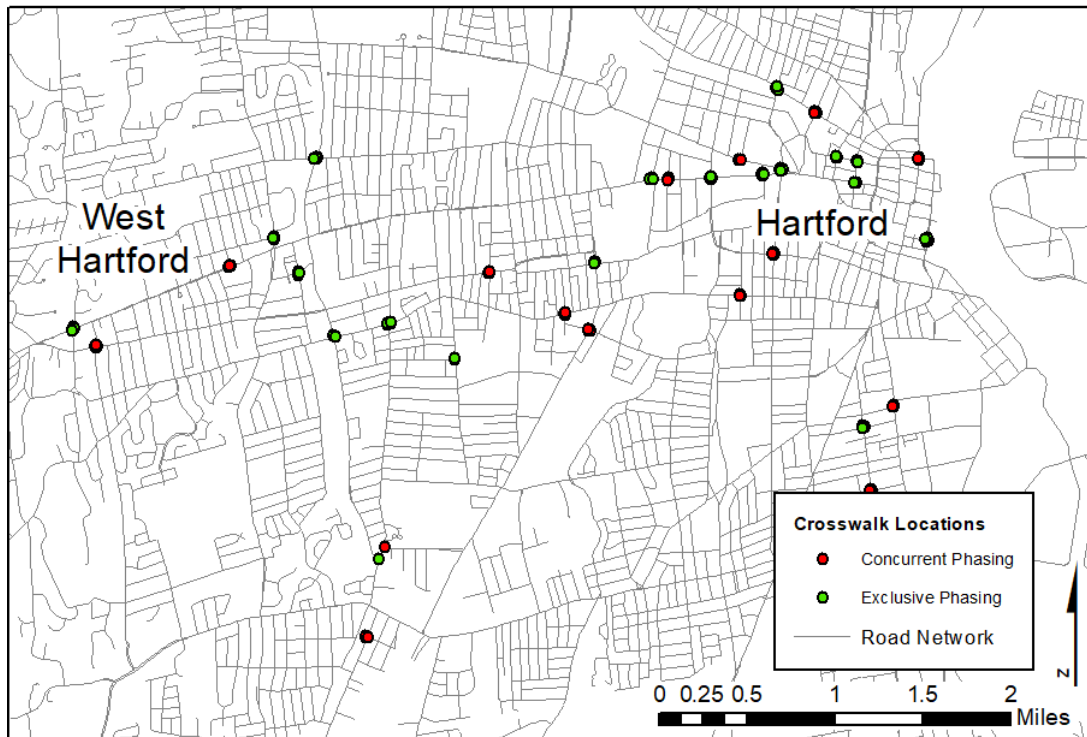 West
Hartford
Hartford
Crosswalk Locations
Concurrent Phasing
Exclusive Phasing
Road Network
N
0 0.25 0.5 1 1.5 2
Miles